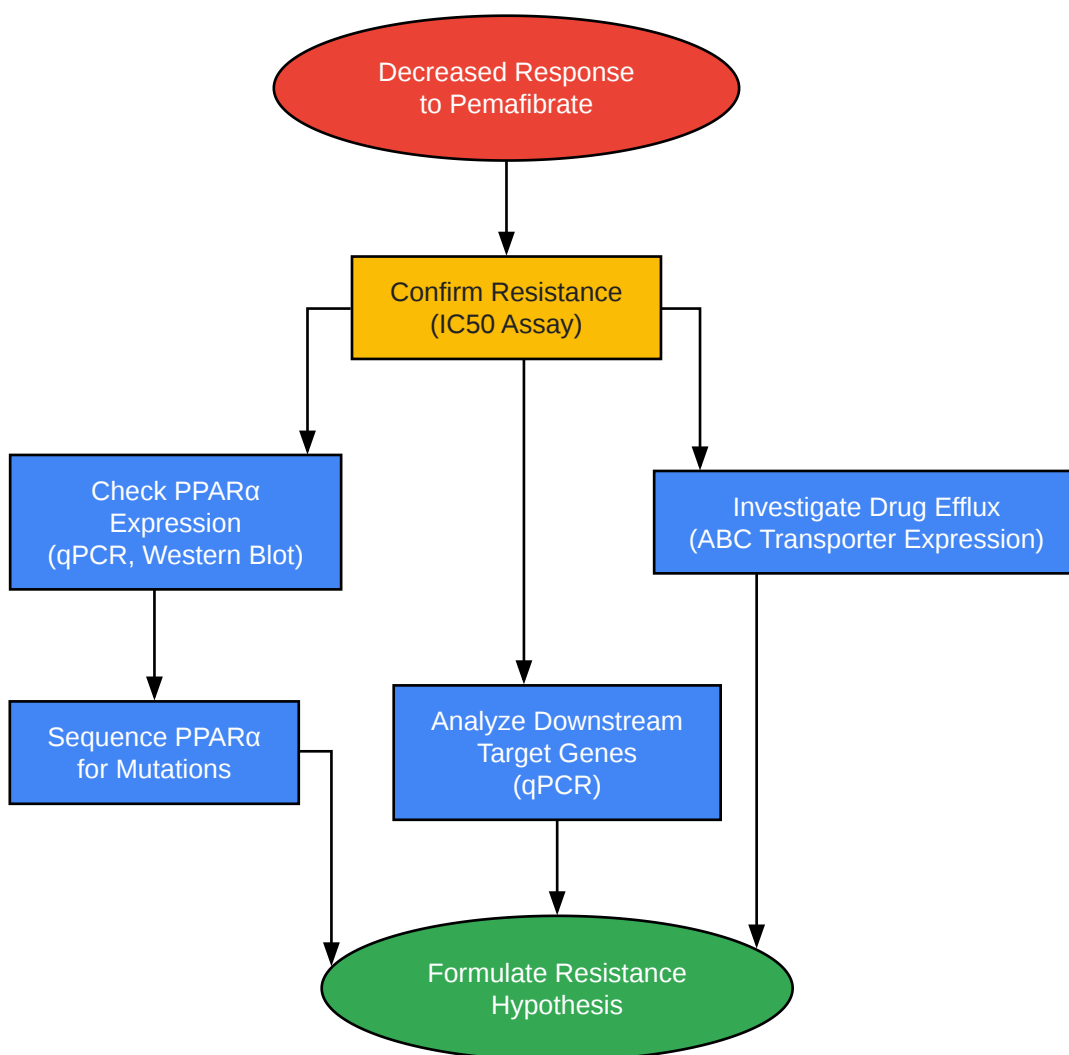 Decreased Response
to Pemafibrate
Confirm Resistance
(IC50 Assay)
Check PPARα
Expression
(qPCR, Western Blot)
Investigate Drug Efflux
(ABC Transporter Expression)
Sequence PPARα
for Mutations
Analyze Downstream
Target Genes
(qPCR)
Formulate Resistance
Hypothesis